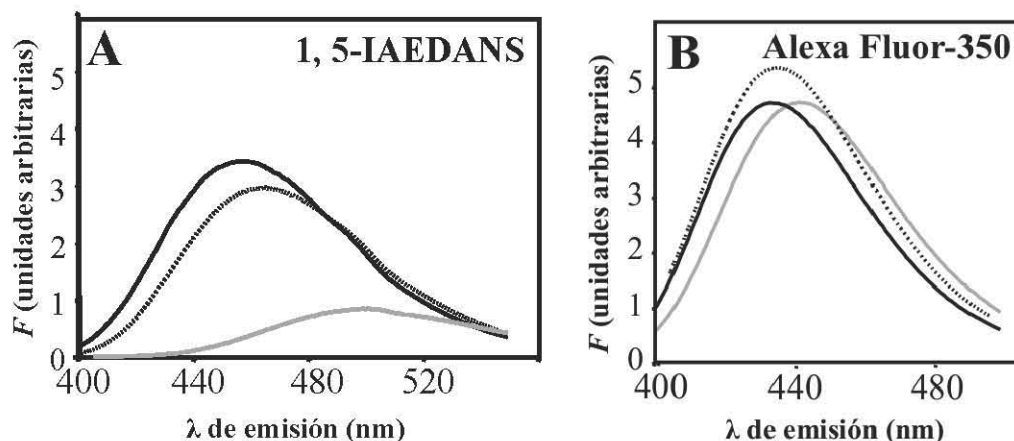 A 1, 5-IAEDANS
F (unidades arbitrarias)
5
4
3
2
1
0
400 440 480 520
λ de emisión (nm)
B Alexa Fluor-350
F (unidades arbitrarias)
5
4
3
2
1
0
400 440 480
λ de emisión (nm)